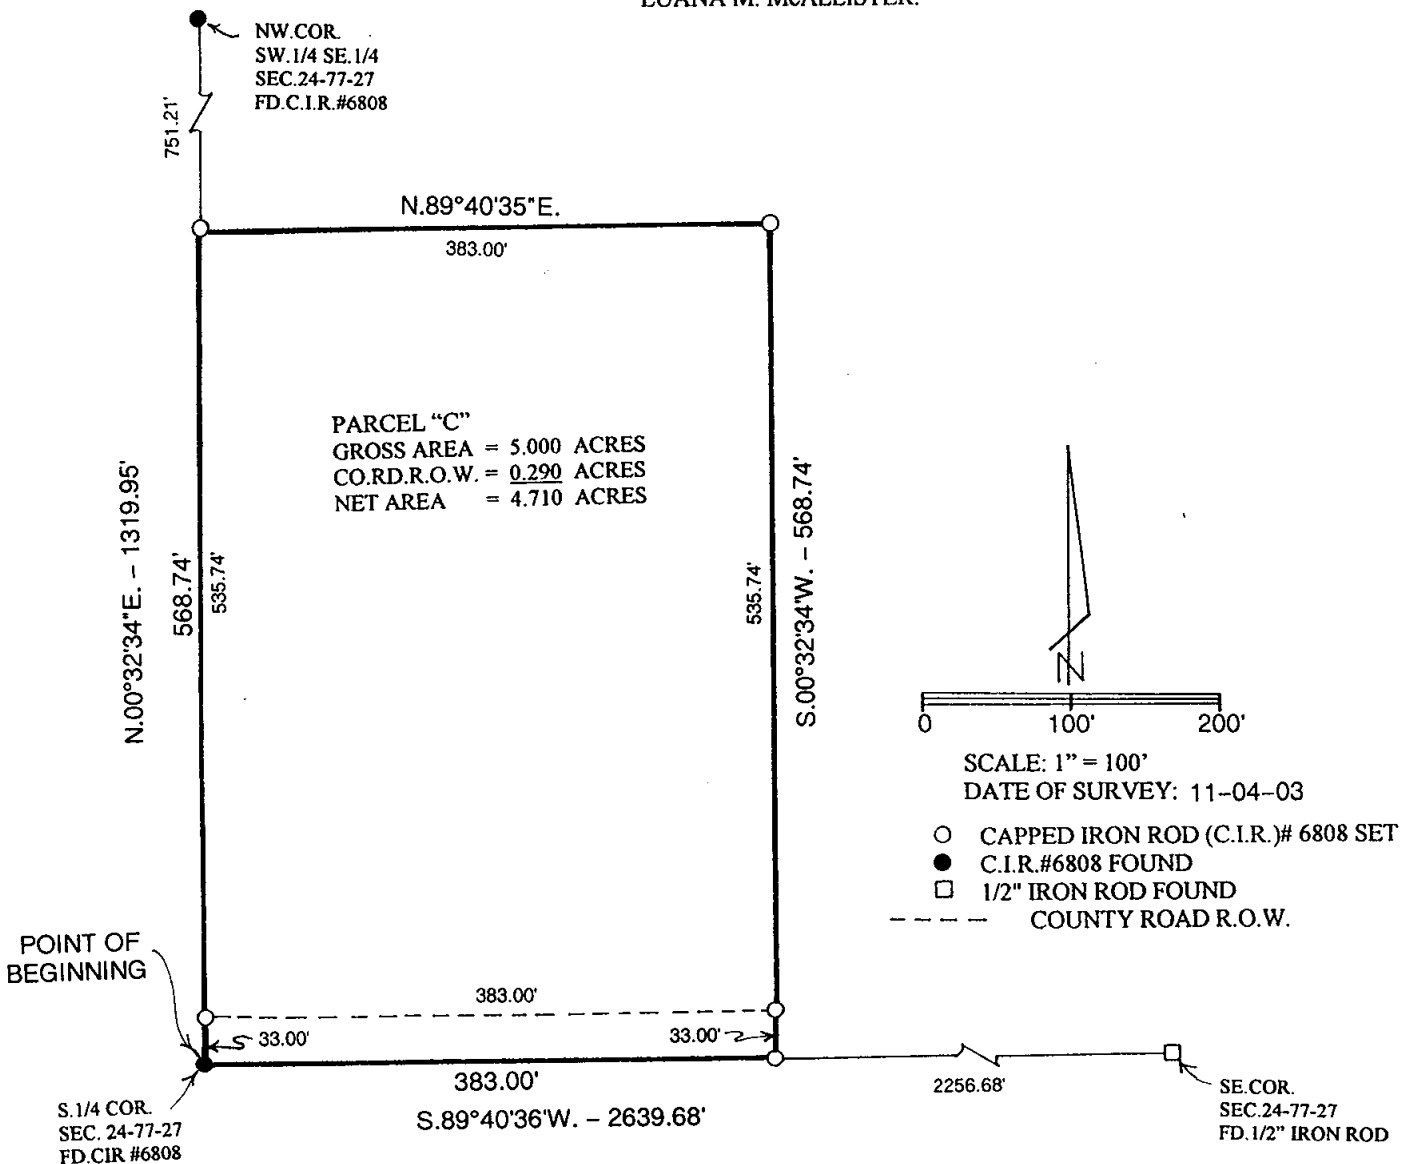 LUANA M. McALLISTER.
NW.COR.
SW.1/4 SE.1/4
SEC.24-77-27
FD.C.I.R.#6808
751.21'
N.89°40'35"E.
383.00'
PARCEL “C”
GROSS AREA = 5.000 ACRES
CO.RD.R.O.W. = 0.290 ACRES
NET AREA = 4.710 ACRES
N.00°32'34"E. – 1319.95'
568.74'
535.74'
535.74'
S.00°32'34'W. – 568.74'
N
0 100' 200'
SCALE: 1” = 100’
DATE OF SURVEY: 11–04–03
CAPPED IRON ROD (C.I.R.)# 6808 SET
C.I.R.#6808 FOUND
1/2" IRON ROD FOUND
COUNTY ROAD R.O.W.
POINT OF
BEGINNING
383.00'
33.00'
33.00'
383.00'
S.89°40'36'W. – 2639.68'
2256.68'
S.1/4 COR.
SEC. 24-77-27
FD.CIR #6808
SE.COR.
SEC.24-77-27
FD.1/2” IRON ROD